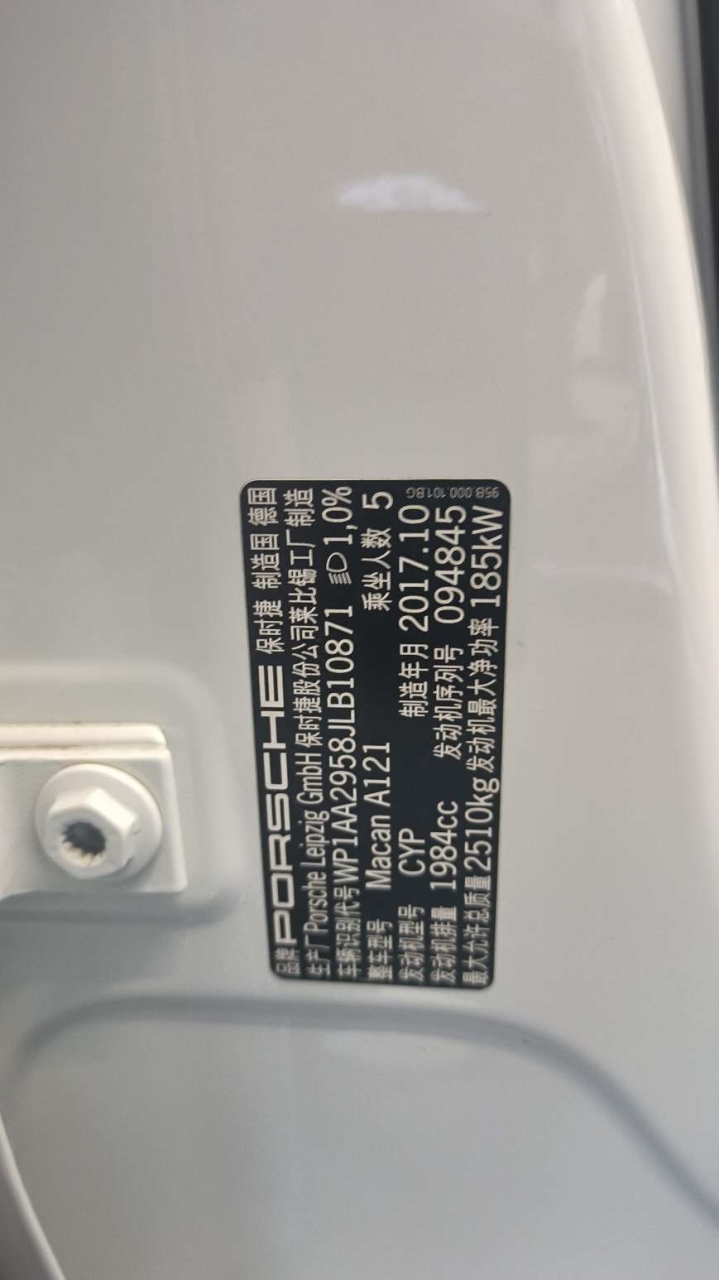 品牌 PORSCHE 保时捷 制造国 德国
生产厂 Porsche Leipzig GmbH 保时捷股份公司莱比锡工厂制造
车辆识别代号 WP1AA2958JLB10871 1,0%
整车型号 Macan A121 乘坐人数 5
发动机型号 CYP 制造年月 2017.10
发动机排量 1984cc 发动机序列号 094845
最大允许总质量 2510kg 发动机最大净功率 185kW
95B.000.101.BG